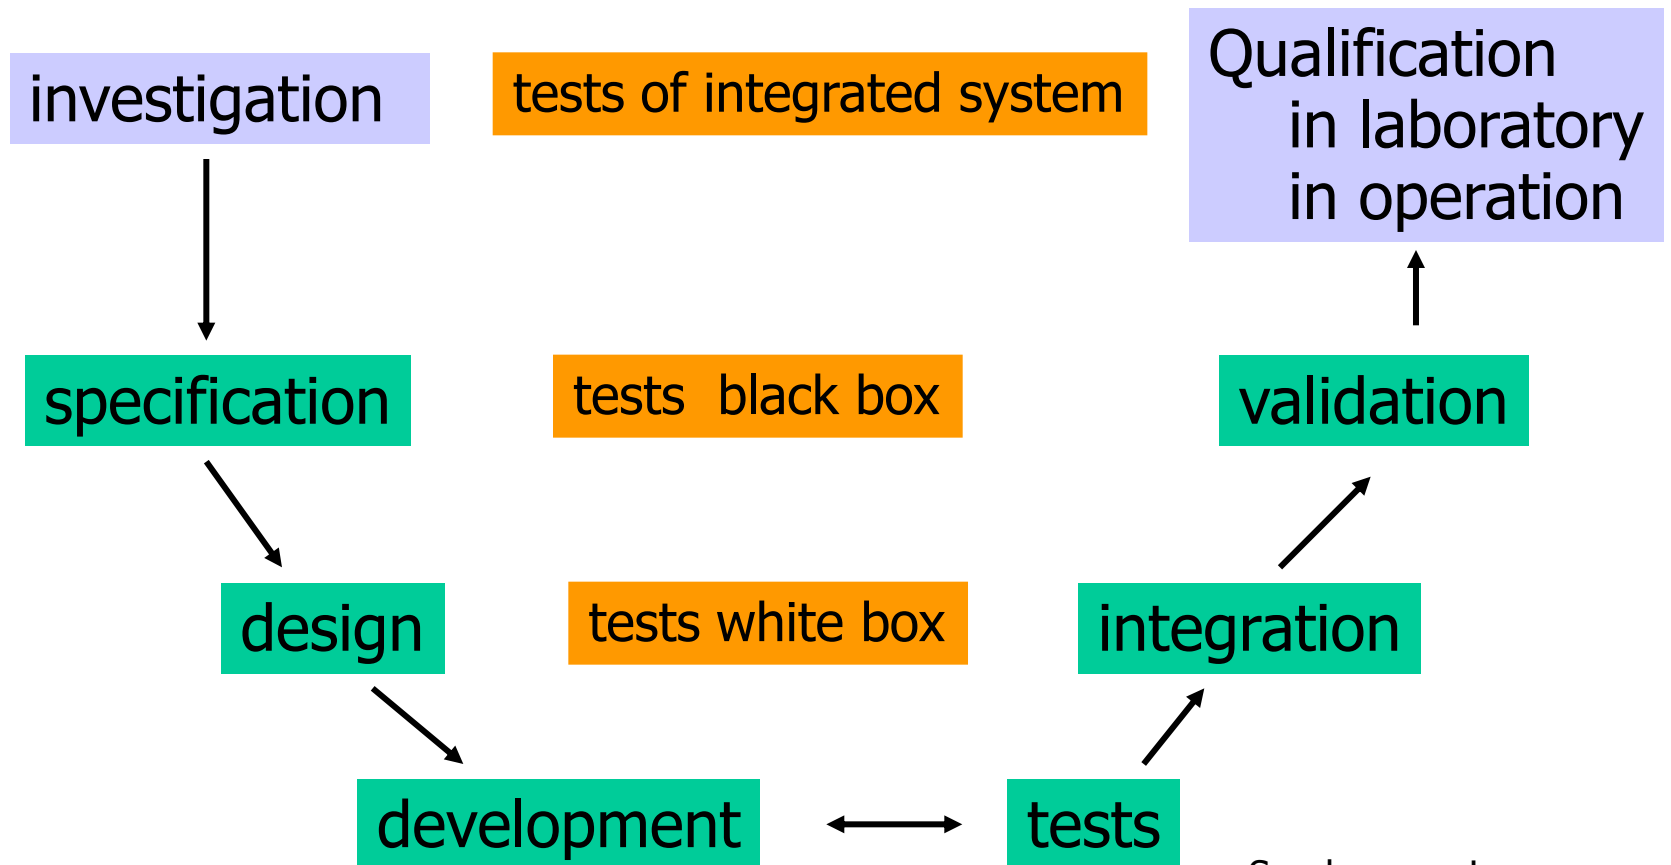 investigation
tests of integrated system
Qualification
in laboratory
in operation
specification
tests black box
validation
design
tests white box
integration
development
tests